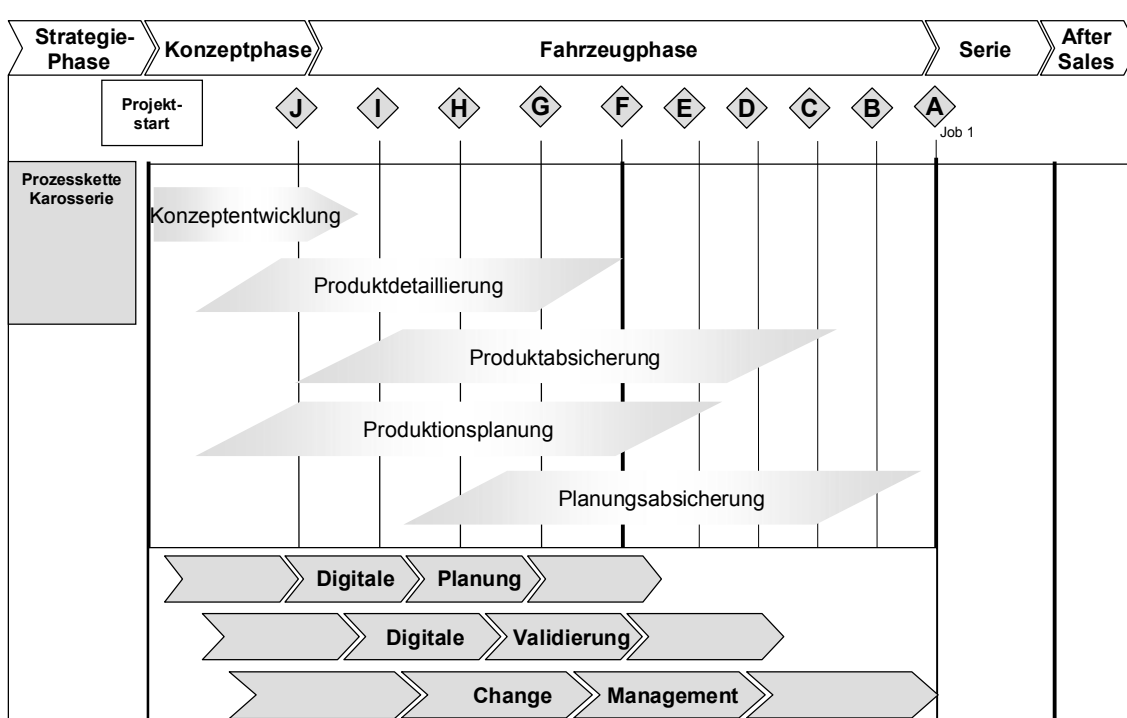 Strategie-
Phase
Konzeptphase
Fahrzeugphase
Serie
After
Sales
Projekt-
start
J I H G F E D C B A
Job 1
Prozesskette
Karosserie
Konzeptentwicklung
Produktdetaillierung
Produktabsicherung
Produktionsplanung
Planungsabsicherung
Digitale Planung
Digitale Validierung
Change Management